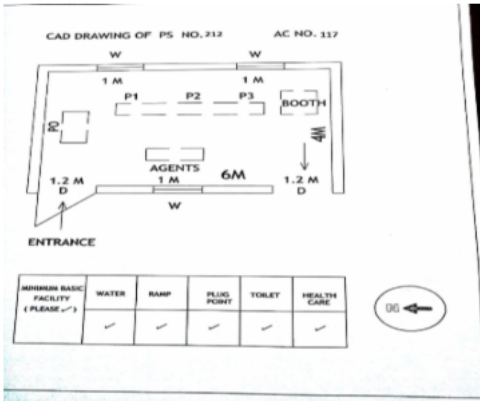 CAD DRAWING OF PS NO.212 AC NO. 117
W W
1 M 1 M
P1 P2 P3
BOOTH
PO
4M
AGENTS
1.2 M 1 M 6M 1.2 M
D D
W
ENTRANCE
MINIMUM BASIC FACILITY (PLEASE ✓) WATER RAMP PLUG POINT TOILET HEALTH CARE
✓ ✓ ✓ ✓ ✓